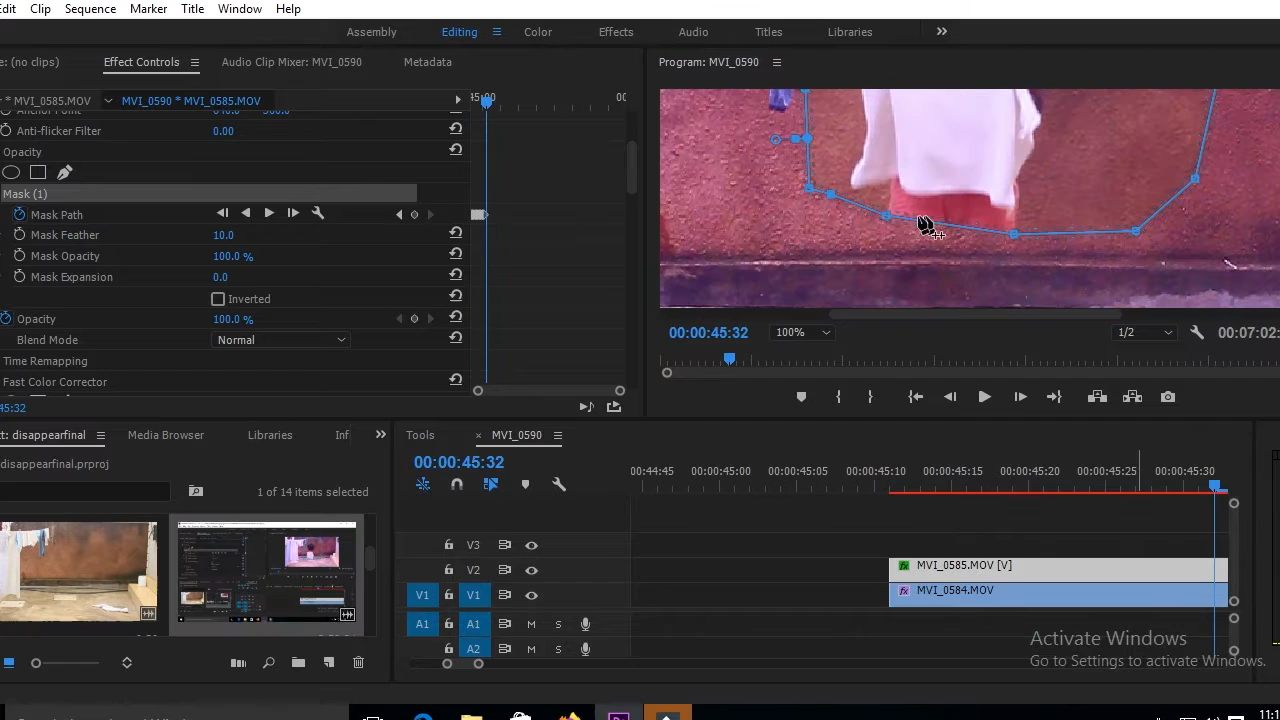 Edit Clip Sequence Marker Title Window Help
Assembly Editing Color Effects Audio Titles Libraries
e: (no clips) Effect Controls Audio Clip Mixer: MVI_0590 Metadata Program: MVI_0590
* MVI_0585.MOV MVI_0590 * MVI_0585.MOV 45:00 00
Anchor Point
Anti-flicker Filter 0.00
Opacity
Mask (1)
Mask Path
Mask Feather 10.0
Mask Opacity 100.0 %
Mask Expansion 0.0
Inverted
Opacity 100.0 %
Blend Mode Normal
Time Remapping
Fast Color Corrector
45:32
00:00:45:32 100% 1/2 00:07:02:
t: disappearfinal Media Browser Libraries Inf
disappearfinal.prproj
1 of 14 items selected
Tools × MVI_0590
00:00:45:32
00:44:45 00:00:45:00 00:00:45:05 00:00:45:10 00:00:45:15 00:00:45:20 00:00:45:25 00:00:45:30
V3
V2 MVI_0585.MOV [V]
V1 V1 MVI_0584.MOV
A1 A1 M S
A2 M S
Activate Windows
Go to Settings to activate Windows.
11:1